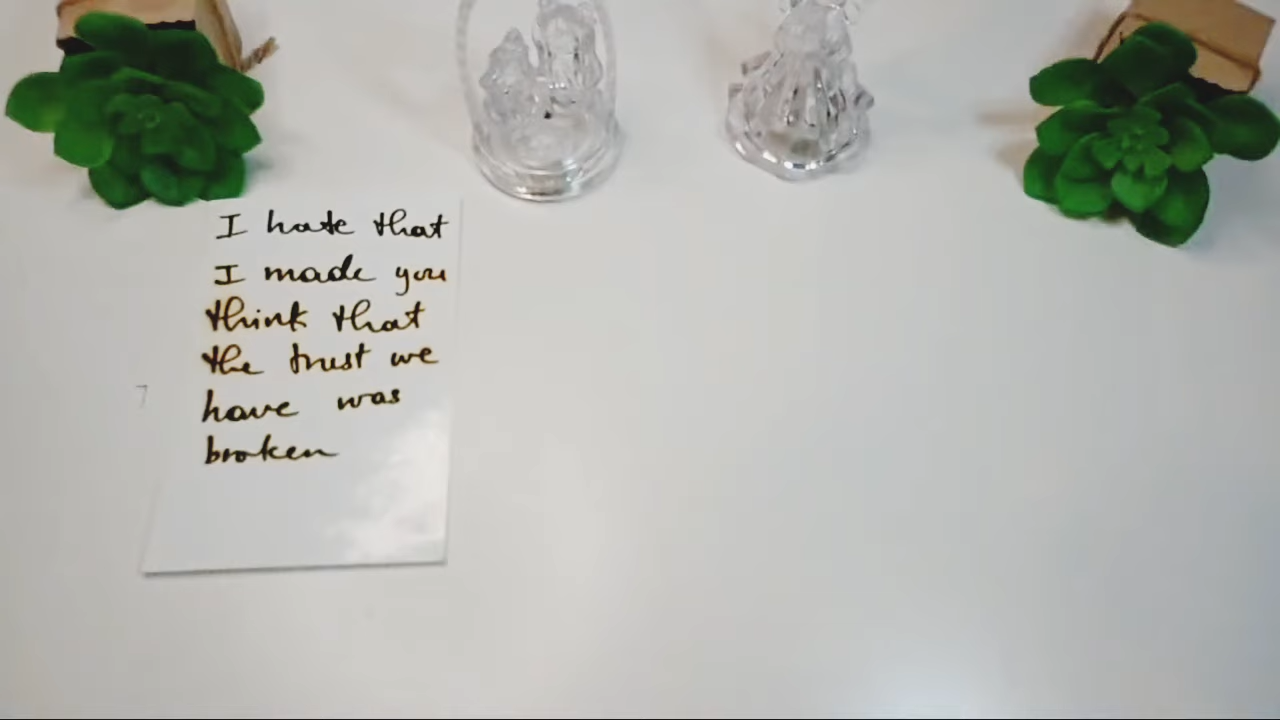 I hate that
I made you
think that
the trust we
have was
broken